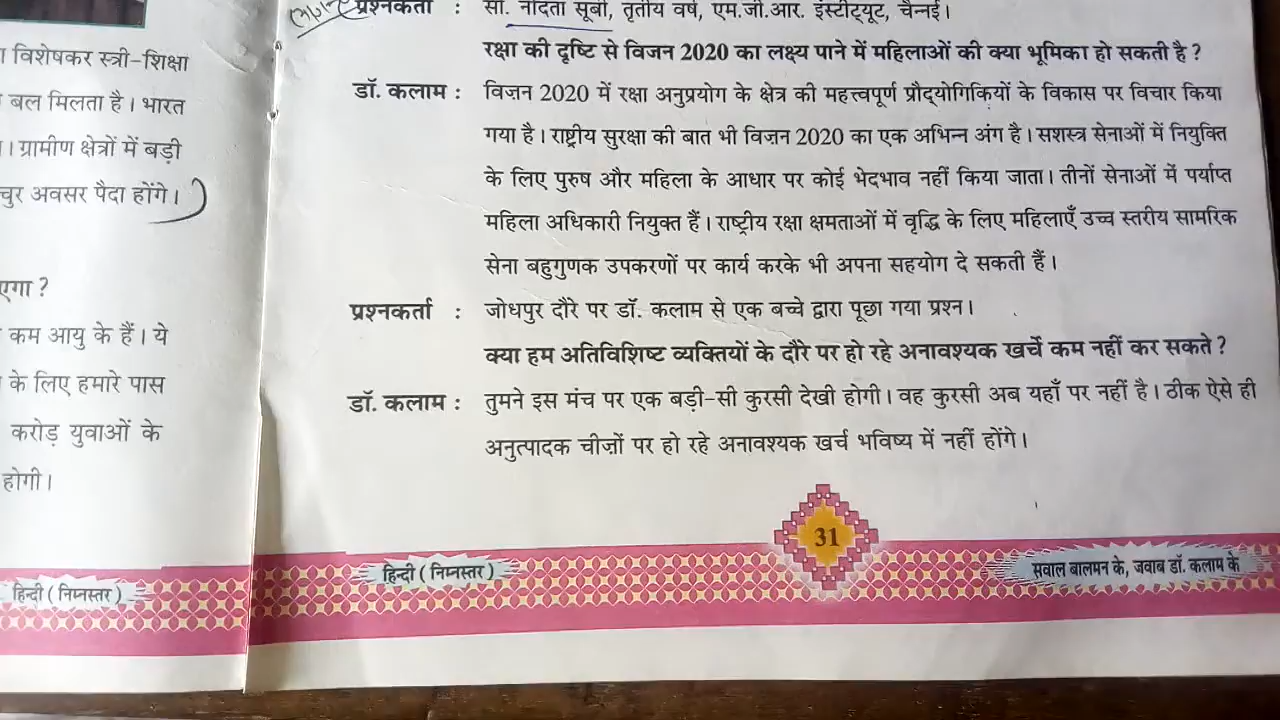 विशेषकर स्त्री-शिक्षा
बल मिलता है। भारत
। ग्रामीण क्षेत्रों में बड़ी
चुर अवसर पैदा होंगे।
एगा ?
कम आयु के हैं। ये
के लिए हमारे पास
करोड़ युवाओं के
होगी।
हिन्दी ( निम्नस्तर )
प्रश्नकर्ता : सी. नंदिता सूबी, तृतीय वर्ष, एम.जी.आर. इंस्टीट्यूट, चैन्नई।
रक्षा की दृष्टि से विजन 2020 का लक्ष्य पाने में महिलाओं की क्या भूमिका हो सकती है ?
डॉ. कलाम : विज़न 2020 में रक्षा अनुप्रयोग के क्षेत्र की महत्त्वपूर्ण प्रौद्योगिकियों के विकास पर विचार किया
गया है। राष्ट्रीय सुरक्षा की बात भी विज़न 2020 का एक अभिन्न अंग है। सशस्त्र सेनाओं में नियुक्ति
के लिए पुरुष और महिला के आधार पर कोई भेदभाव नहीं किया जाता। तीनों सेनाओं में पर्याप्त
महिला अधिकारी नियुक्त हैं। राष्ट्रीय रक्षा क्षमताओं में वृद्धि के लिए महिलाएँ उच्च स्तरीय सामरिक
सेना बहुगुणक उपकरणों पर कार्य करके भी अपना सहयोग दे सकती हैं।
प्रश्नकर्ता : जोधपुर दौरे पर डॉ. कलाम से एक बच्चे द्वारा पूछा गया प्रश्न।
क्या हम अतिविशिष्ट व्यक्तियों के दौरे पर हो रहे अनावश्यक खर्चे कम नहीं कर सकते ?
डॉ. कलाम : तुमने इस मंच पर एक बड़ी-सी कुरसी देखी होगी। वह कुरसी अब यहाँ पर नहीं है। ठीक ऐसे ही
अनुत्पादक चीज़ों पर हो रहे अनावश्यक खर्च भविष्य में नहीं होंगे।
31
हिन्दी ( निम्नस्तर )
सवाल बालमन के, जवाब डॉ. कलाम के